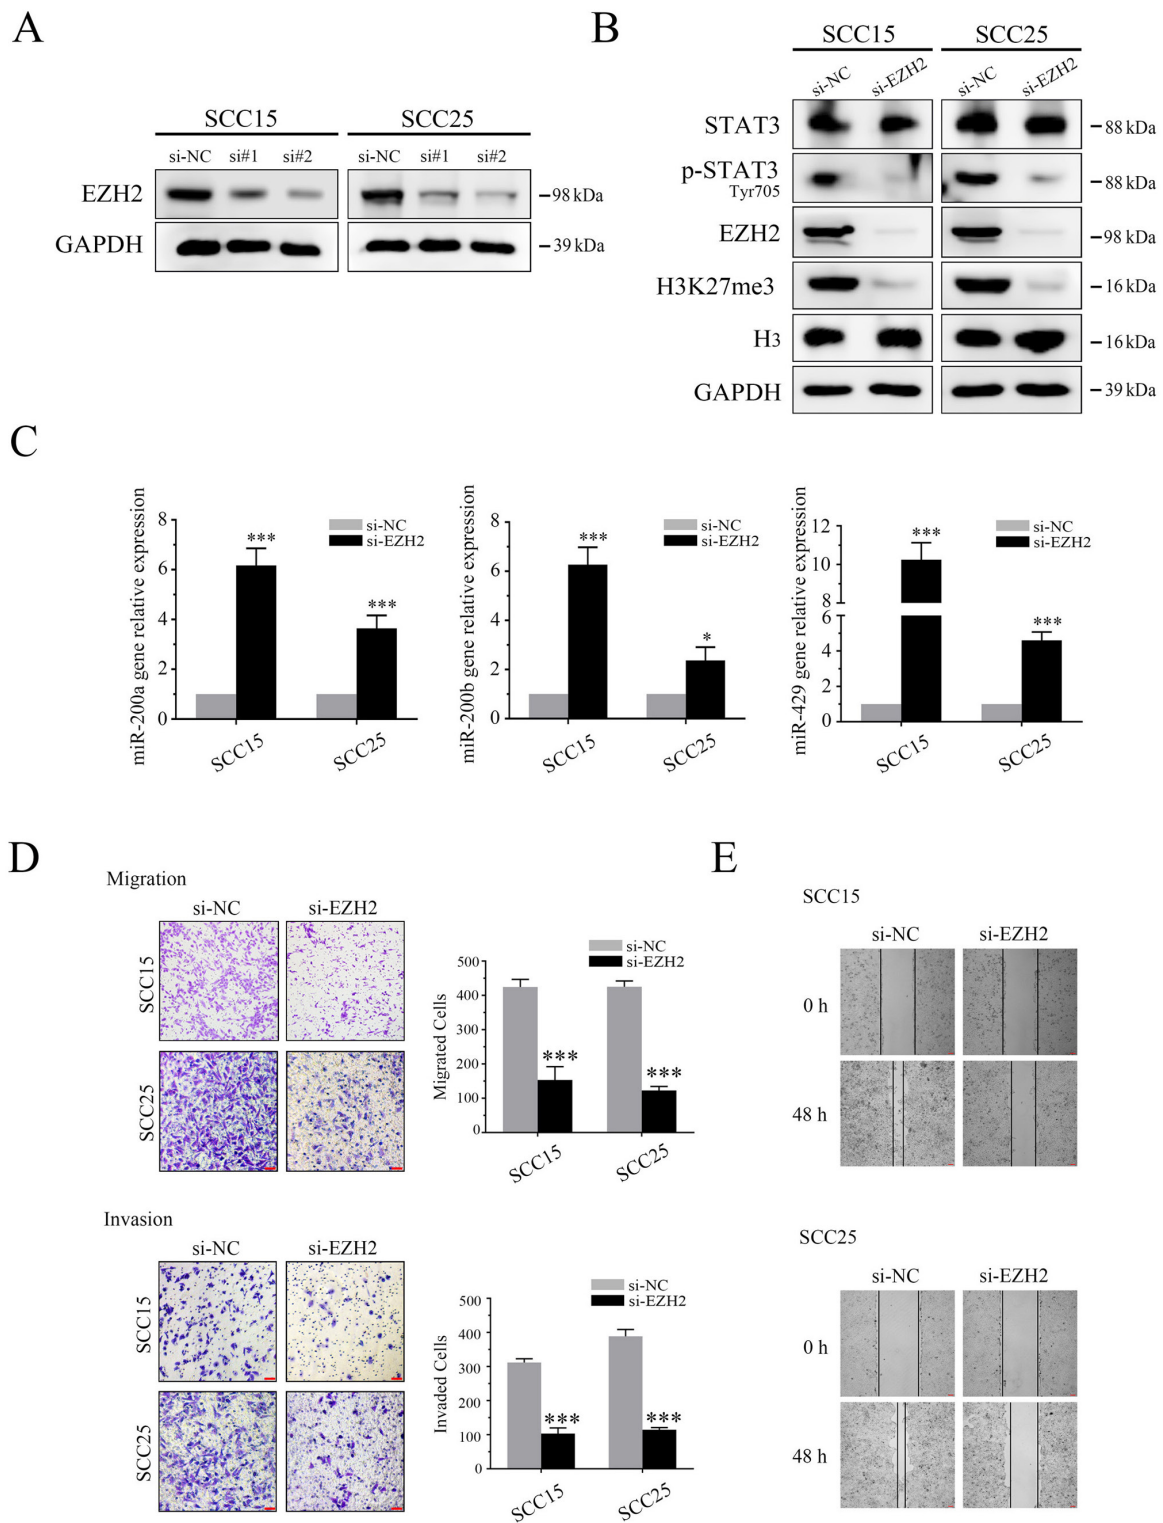 A
SCC15 SCC25
si-NC si#1 si#2 si-NC si#1 si#2
EZH2 98 kDa
GAPDH 39 kDa
B
SCC15 SCC25
si-NC si-EZH2 si-NC si-EZH2
STAT3 88 kDa
p-STAT3 88 kDa
Tyr705
EZH2 98 kDa
H3K27me3 16 kDa
H3 16 kDa
GAPDH 39 kDa
C
miR-200a gene relative expression
8
6
4
2
0
si-NC
si-EZH2
***
***
SCC15 SCC25
miR-200b gene relative expression
8
6
4
2
0
si-NC
si-EZH2
***
*
SCC15 SCC25
miR-429 gene relative expression
12
10
8
6
4
2
0
si-NC
si-EZH2
***
***
SCC15 SCC25
D
Migration
si-NC si-EZH2
SCC15
SCC25
Migrated Cells
500
400
300
200
100
0
si-NC
si-EZH2
***
***
SCC15 SCC25
Invasion
si-NC si-EZH2
SCC15
SCC25
Invaded Cells
500
400
300
200
100
0
si-NC
si-EZH2
***
***
SCC15 SCC25
E
SCC15
si-NC si-EZH2
0 h
48 h
SCC25
si-NC si-EZH2
0 h
48 h